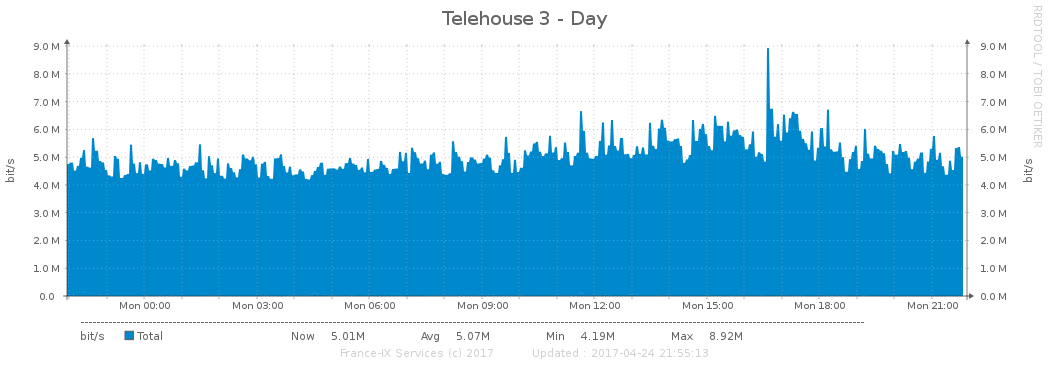 Telehouse 3 - Day
RRDTOOL / TOBI OETIKER
bit/s
9.0 M 9.0 M
8.0 M 8.0 M
7.0 M 7.0 M
6.0 M 6.0 M
5.0 M 5.0 M
4.0 M 4.0 M
3.0 M 3.0 M
2.0 M 2.0 M
1.0 M 1.0 M
0.0 0.0 M
bit/s
Mon 00:00 Mon 03:00 Mon 06:00 Mon 09:00 Mon 12:00 Mon 15:00 Mon 18:00 Mon 21:00
bit/s Total Now 5.01M Avg 5.07M Min 4.19M Max 8.92M
France-IX Services (c) 2017 Updated : 2017-04-24 21:55:13